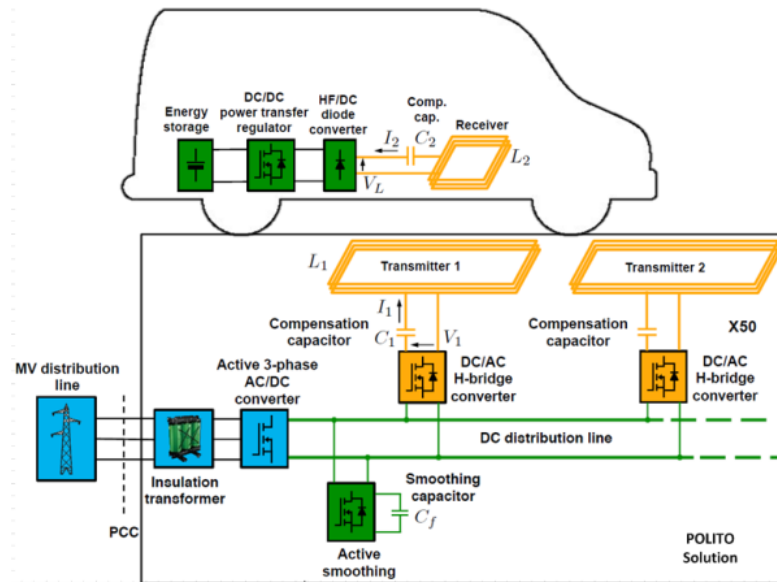 Energy
storage
DC/DC
power transfer
regulator
HF/DC
diode
converter
Comp.
cap.
Receiver
I₂
C₂
L₂
V_L
L₁
Transmitter 1
Transmitter 2
I₁
Compensation
capacitor
C₁
V₁
Compensation
capacitor
X50
DC/AC
H-bridge
converter
DC/AC
H-bridge
converter
MV distribution
line
Active 3-phase
AC/DC
converter
DC distribution line
Insulation
transformer
PCC
Smoothing
capacitor
C_f
Active
smoothing
POLITO
Solution